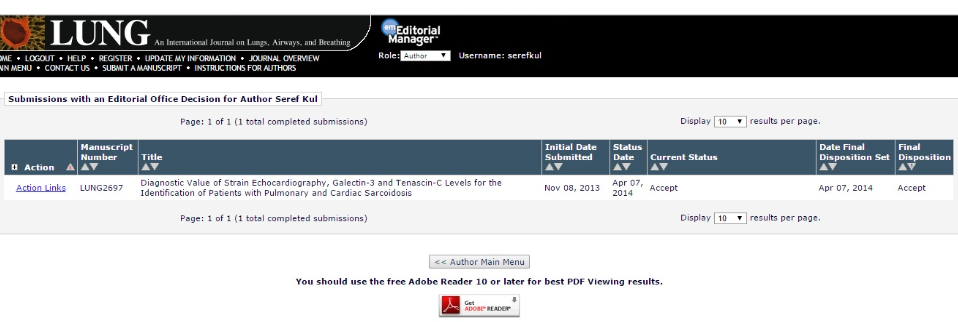 LUNG An International Journal on Lungs, Airways, and Breathing
em Editorial Manager™
Role: Author Username: serefkul
OME • LOGOUT • HELP • REGISTER • UPDATE MY INFORMATION • JOURNAL OVERVIEW
IN MENU • CONTACT US • SUBMIT A MANUSCRIPT • INSTRUCTIONS FOR AUTHORS
Submissions with an Editorial Office Decision for Author Seref Kul
Page: 1 of 1 (1 total completed submissions) Display 10 results per page.
Action
Manuscript Number
Title
Initial Date Submitted
Status Date
Current Status
Date Final Disposition Set
Final Disposition
Action Links
LUNG2697
Diagnostic Value of Strain Echocardiography, Galectin-3 and Tenascin-C Levels for the
Identification of Patients with Pulmonary and Cardiac Sarcoidosis
Nov 08, 2013
Apr 07,
2014
Accept
Apr 07, 2014
Accept
Page: 1 of 1 (1 total completed submissions) Display 10 results per page.
<< Author Main Menu
You should use the free Adobe Reader 10 or later for best PDF Viewing results.
Get
ADOBE® READER®